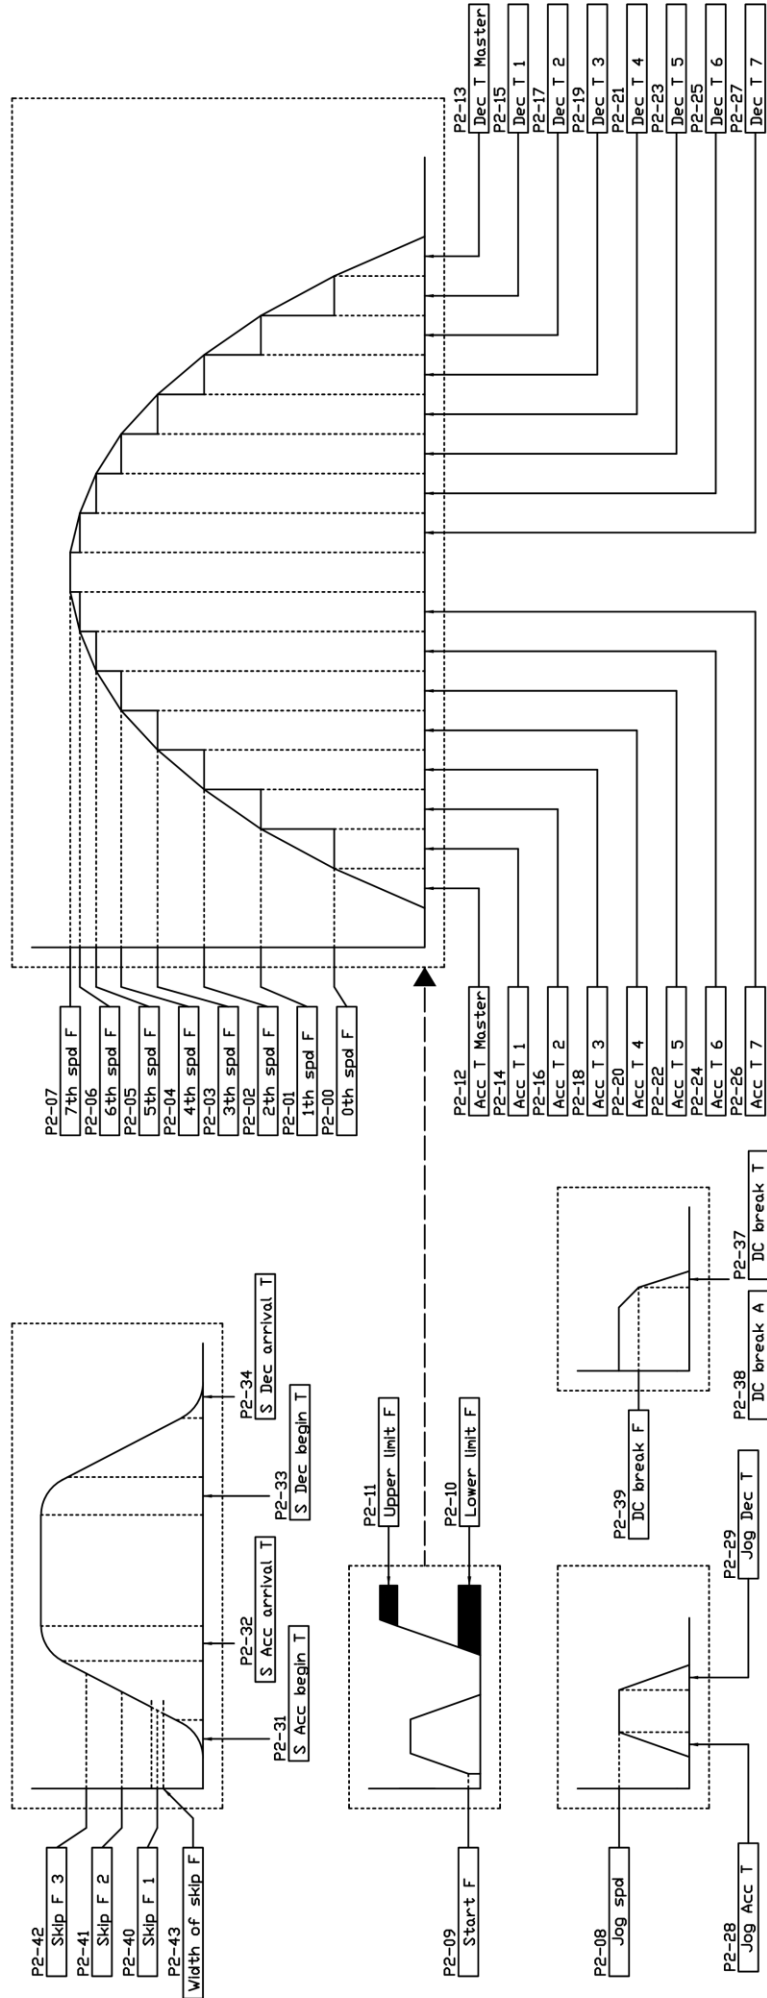 P2-42
Skip F 3
P2-41
Skip F 2
P2-40
Skip F 1
P2-43
Width of skip F
P2-31
S Acc begin T
P2-32
S Acc arrival T
P2-33
S Dec begin T
P2-34
S Dec arrival T
P2-07
7th spd F
P2-06
6th spd F
P2-05
5th spd F
P2-04
4th spd F
P2-03
3th spd F
P2-02
2th spd F
P2-01
1th spd F
P2-00
0th spd F
P2-09
Start F
P2-11
Upper limit F
P2-10
Lower limit F
P2-08
Jog spd
P2-28
Jog Acc T
P2-29
Jog Dec T
P2-39
DC break F
P2-38
DC break A
P2-37
DC break T
P2-12
Acc T Master
P2-14
Acc T 1
P2-16
Acc T 2
P2-18
Acc T 3
P2-20
Acc T 4
P2-22
Acc T 5
P2-24
Acc T 6
P2-26
Acc T 7
P2-13
Dec T Master
P2-15
Dec T 1
P2-17
Dec T 2
P2-19
Dec T 3
P2-21
Dec T 4
P2-23
Dec T 5
P2-25
Dec T 6
P2-27
Dec T 7